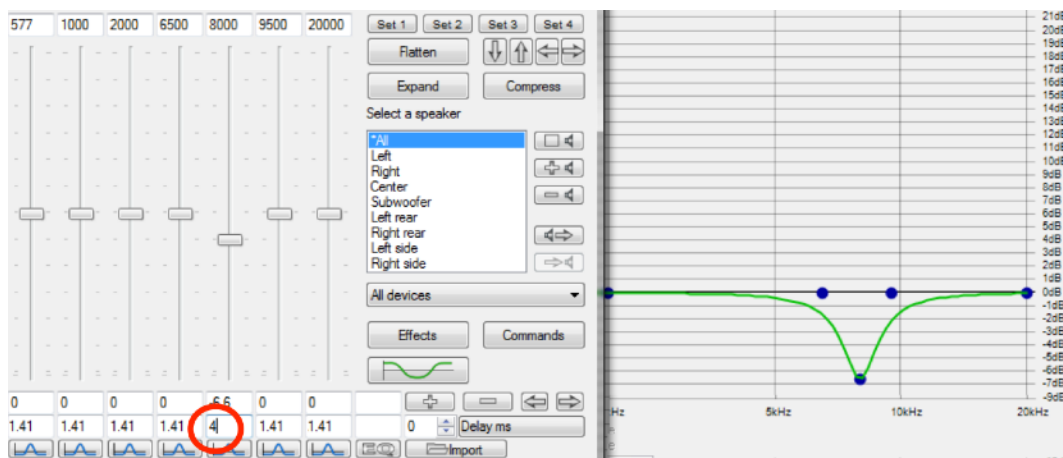 577 1000 2000 6500 8000 9500 20000
Set 1 Set 2 Set 3 Set 4
Flatten
Expand Compress
Select a speaker
*All
Left
Right
Center
Subwoofer
Left rear
Right rear
Left side
Right side
All devices
Effects Commands
0 0 0 0 -6.6 0 0
1.41 1.41 1.41 1.41 4 1.41 1.41 0 Delay ms
EQ Import
21dB
20dB
19dB
18dB
17dB
16dB
15dB
14dB
13dB
12dB
11dB
10dB
9dB
8dB
7dB
6dB
5dB
4dB
3dB
2dB
1dB
0dB
-1dB
-2dB
-3dB
-4dB
-5dB
-6dB
-7dB
-9dB
5kHz 10kHz 20kHz